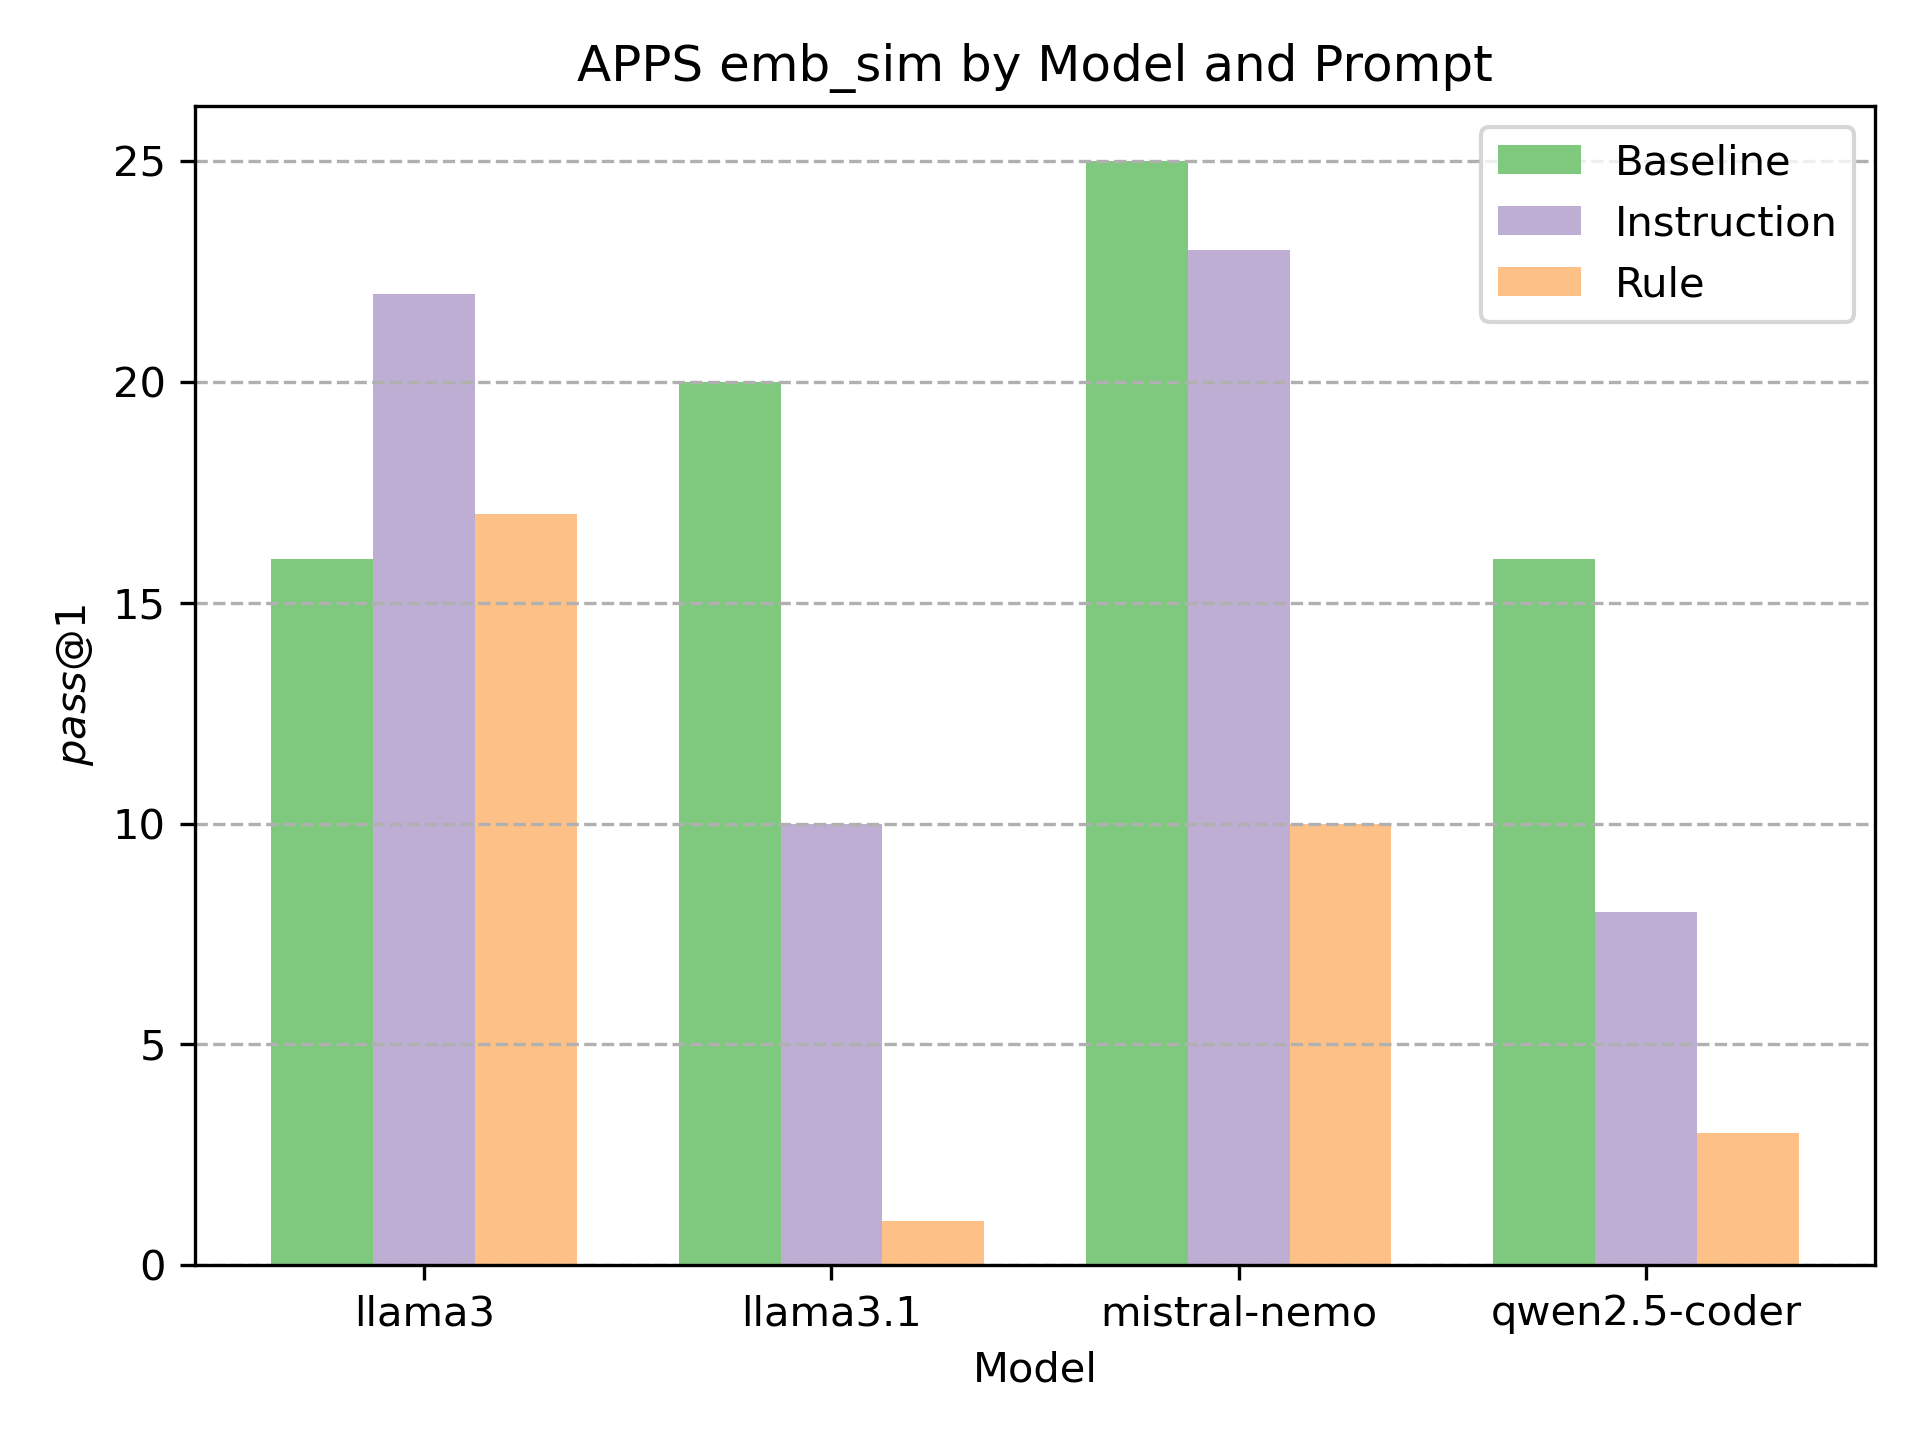 APPS emb_sim by Model and Prompt
Baseline
Instruction
Rule
pass@1
25
20
15
10
5
0
llama3
llama3.1
mistral-nemo
qwen2.5-coder
Model